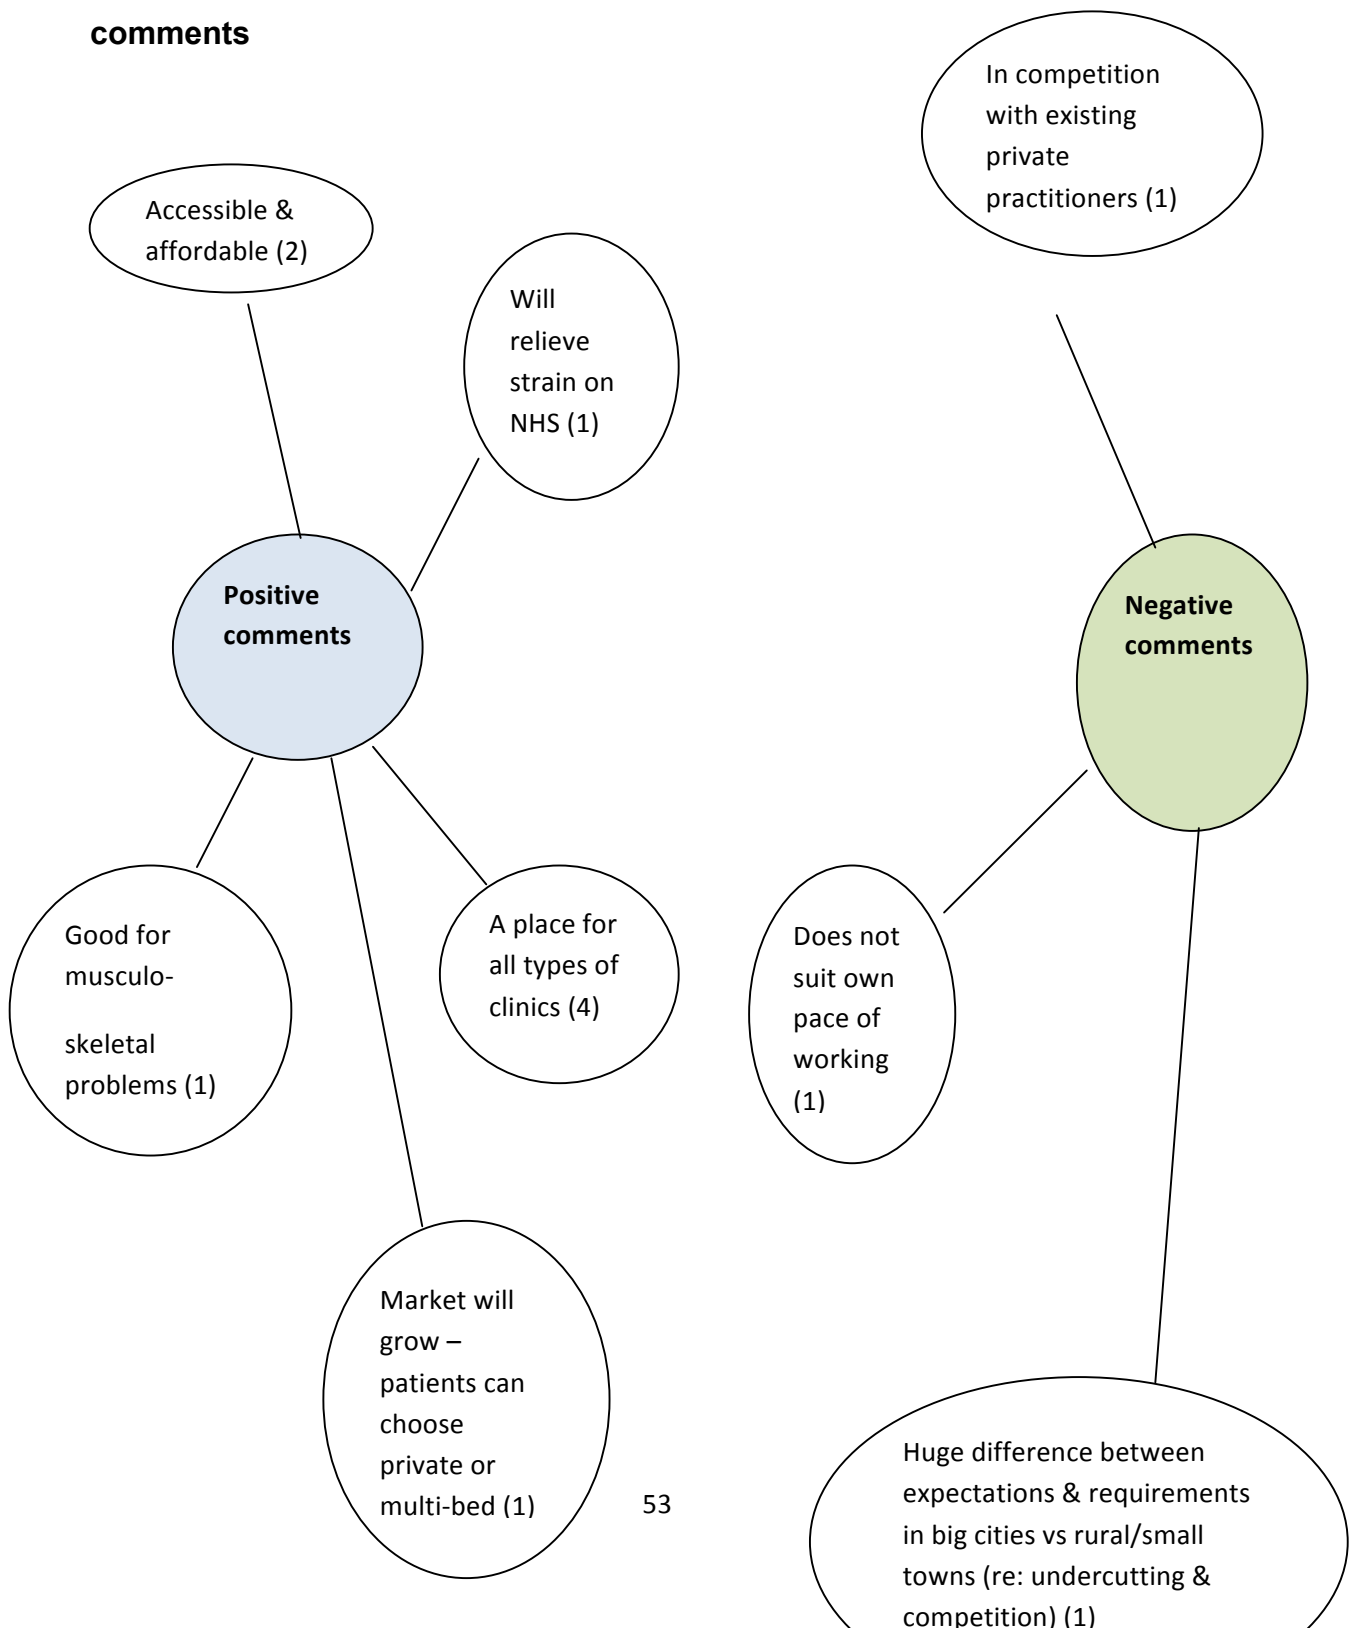 comments
In competition
with existing
private
practitioners (1)
Accessible &
affordable (2)
Will
relieve
strain on
NHS (1)
Positive
comments
Negative
comments
Good for
musculo-
skeletal
problems (1)
A place for
all types of
clinics (4)
Does not
suit own
pace of
working
(1)
Market will
grow –
patients can
choose
private or
multi-bed (1)
53
Huge difference between
expectations & requirements
in big cities vs rural/small
towns (re: undercutting &
competition) (1)